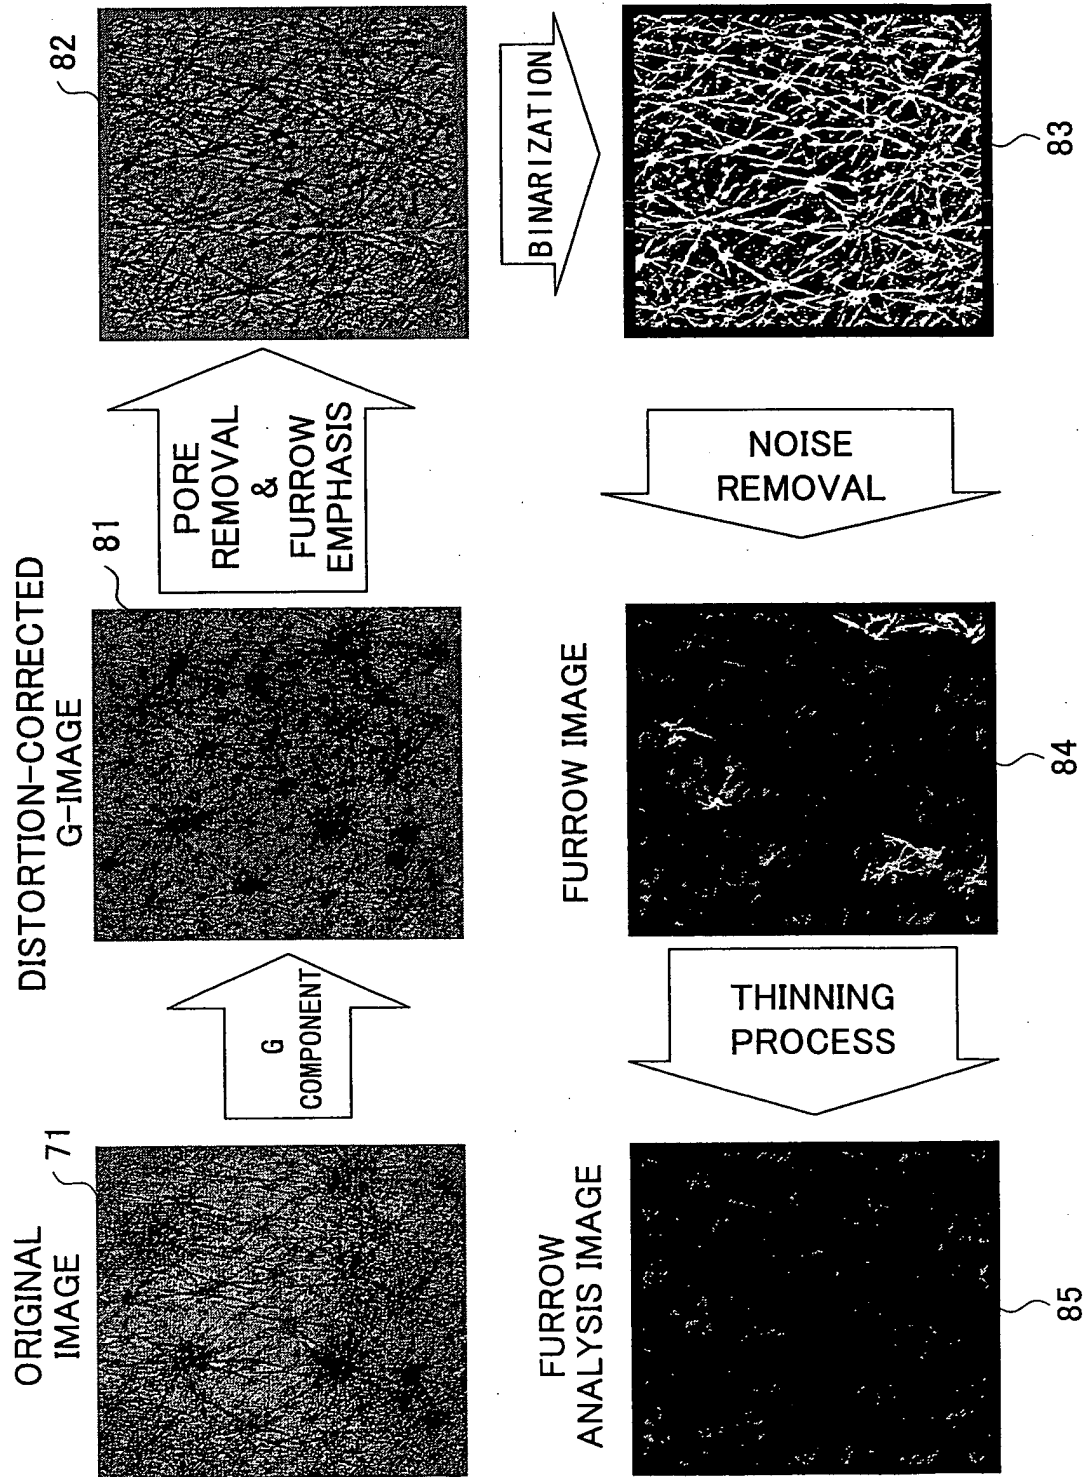 ORIGINAL
IMAGE
71
G
COMPONENT
DISTORTION-CORRECTED
G-IMAGE
81
PORE
REMOVAL
&
FURROW
EMPHASIS
82
BINARIZATION
83
NOISE
REMOVAL
FURROW IMAGE
84
THINNING
PROCESS
FURROW
ANALYSIS IMAGE
85